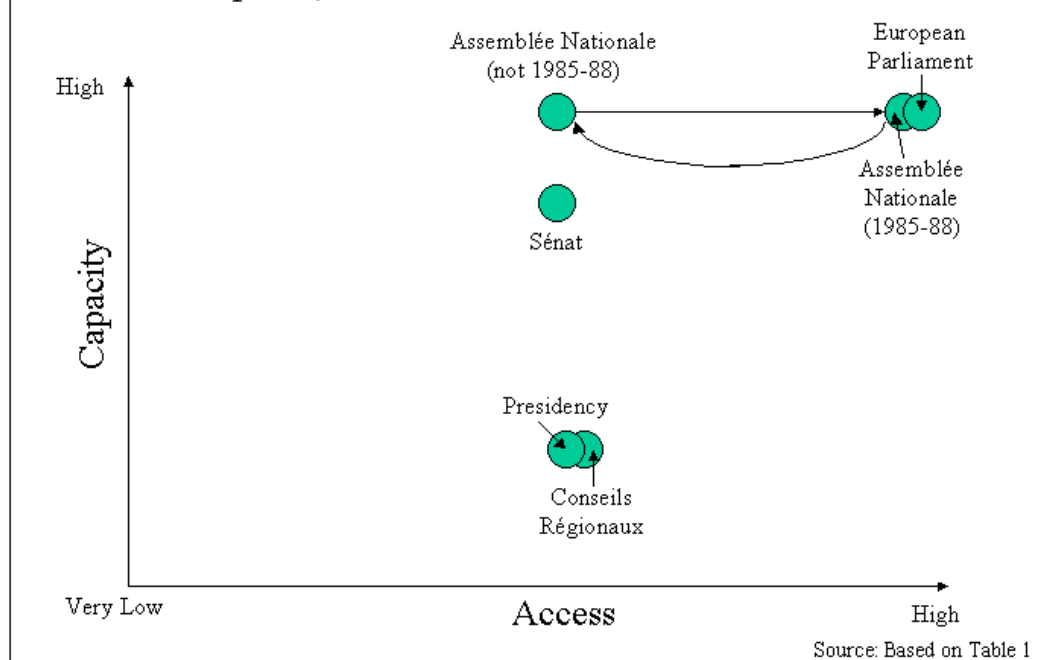 European
Parliament
Assemblée Nationale
(not 1985-88)
High
Assemblée
Nationale
(1985-88)
Sénat
Capacity
Presidency
Conseils
Régionaux
Very Low
Access
High
Source: Based on Table 1